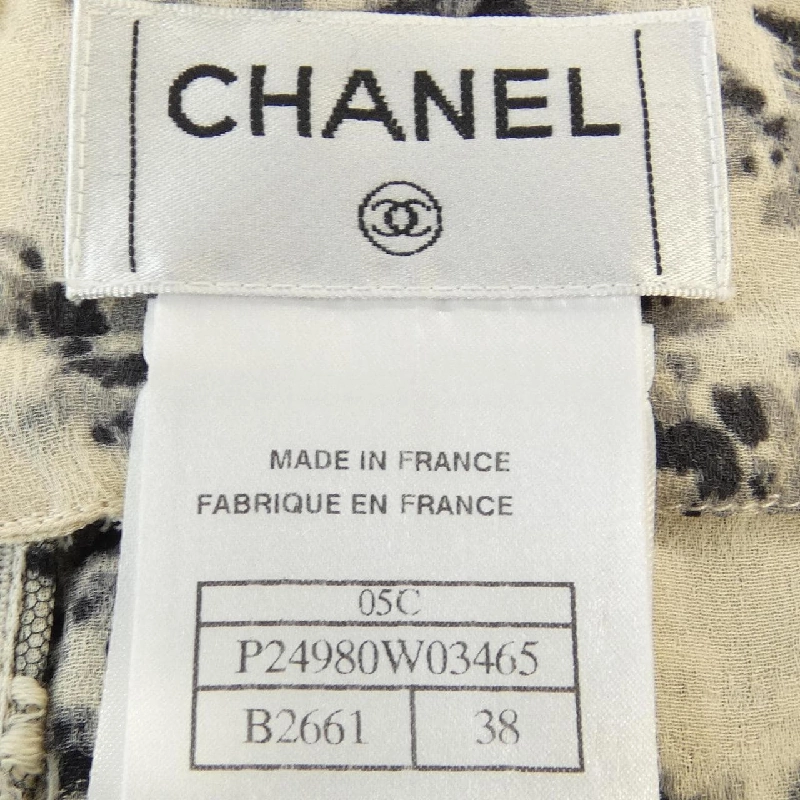 CHANEL
MADE IN FRANCE
FABRIQUE EN FRANCE
05C
P24980W03465
B2661 38